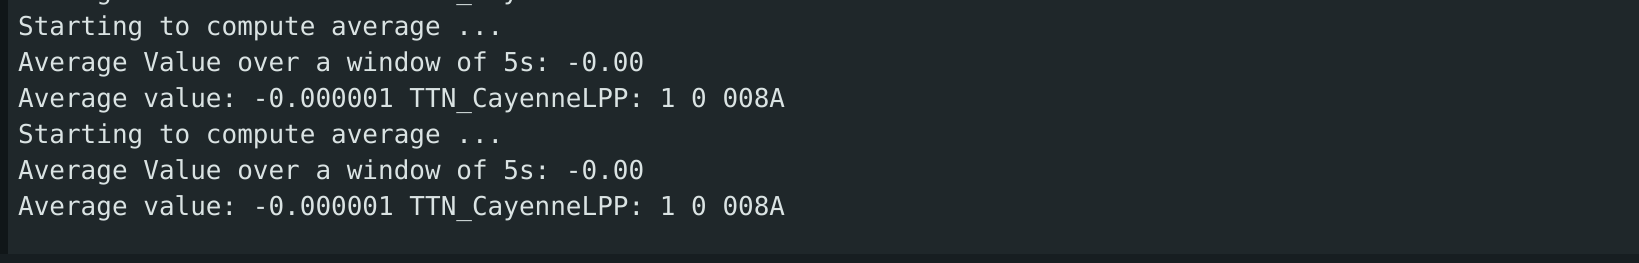 Starting to compute average ...
Average Value over a window of 5s: -0.00
Average value: -0.000001 TTN_CayenneLPP: 1 0 008A
Starting to compute average ...
Average Value over a window of 5s: -0.00
Average value: -0.000001 TTN_CayenneLPP: 1 0 008A